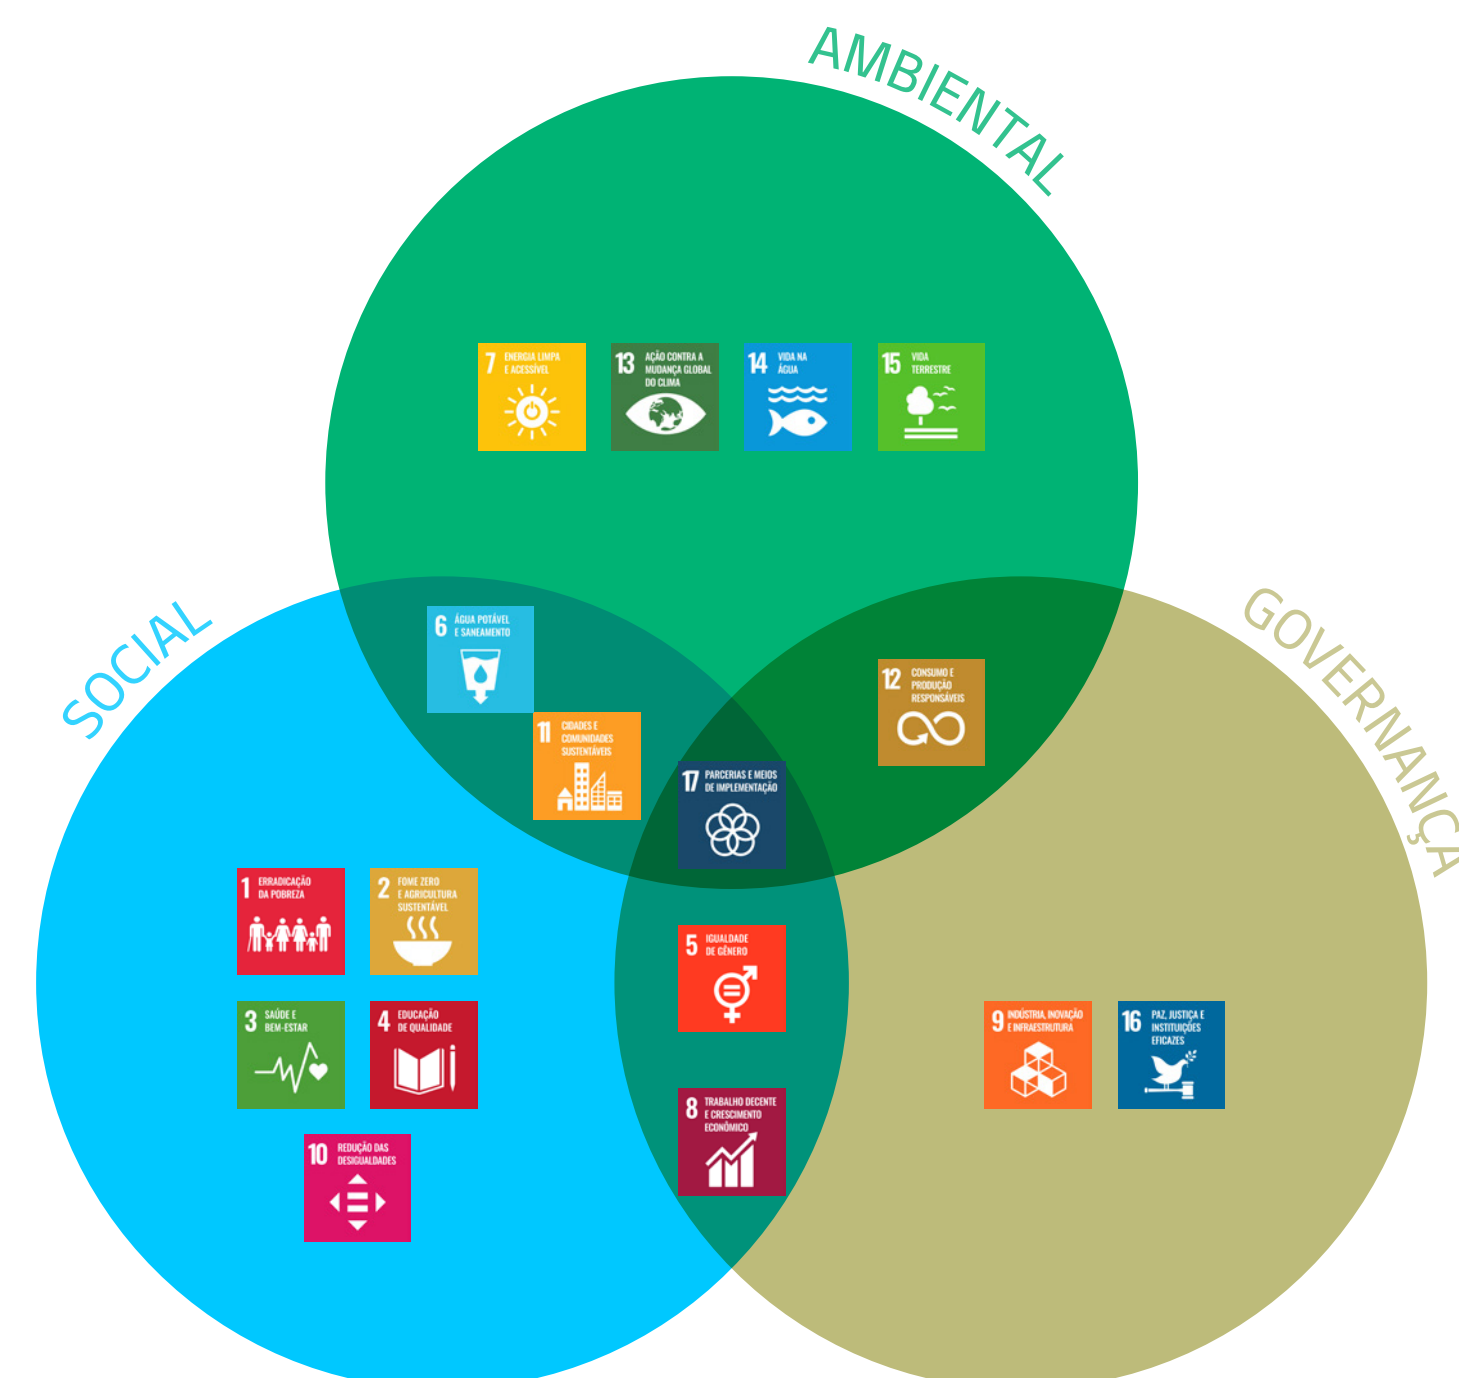 AMBIENTAL
7 ENERGIA LIMPA
E ACESSÍVEL
13 AÇÃO CONTRA A
MUDANÇA GLOBAL
DO CLIMA
14 VIDA NA
ÁGUA
15 VIDA
TERRESTRE
SOCIAL
GOVERNANÇA
6 ÁGUA POTÁVEL
E SANEAMENTO
12 CONSUMO E
PRODUÇÃO
RESPONSÁVEIS
11 CIDADES E
COMUNIDADES
SUSTENTÁVEIS
17 PARCERIAS E MEIOS
DE IMPLEMENTAÇÃO
1 ERRADICAÇÃO
DA POBREZA
2 FOME ZERO
E AGRICULTURA
SUSTENTÁVEL
5 IGUALDADE
DE GÊNERO
3 SAÚDE E
BEM-ESTAR
4 EDUCAÇÃO
DE QUALIDADE
9 INDÚSTRIA, INOVAÇÃO
E INFRAESTRUTURA
16 PAZ, JUSTIÇA E
INSTITUIÇÕES
EFICAZES
8 TRABALHO DECENTE
E CRESCIMENTO
ECONÔMICO
10 REDUÇÃO DAS
DESIGUALDADES